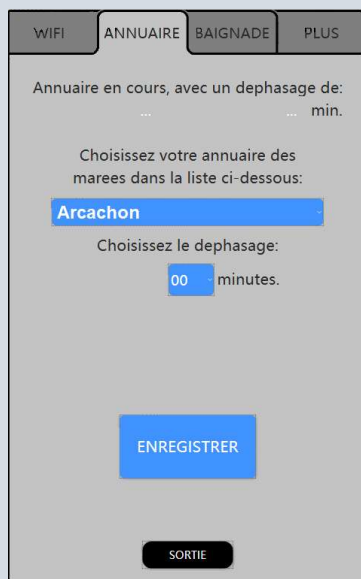 WIFI ANNUAIRE BAIGNADE PLUS
Annuaire en cours, avec un dephasage de:
... ... min.
Choisissez votre annuaire des
marees dans la liste ci-dessous:
Arcachon
Choisissez le dephasage:
00 minutes.
ENREGISTRER
SORTIE